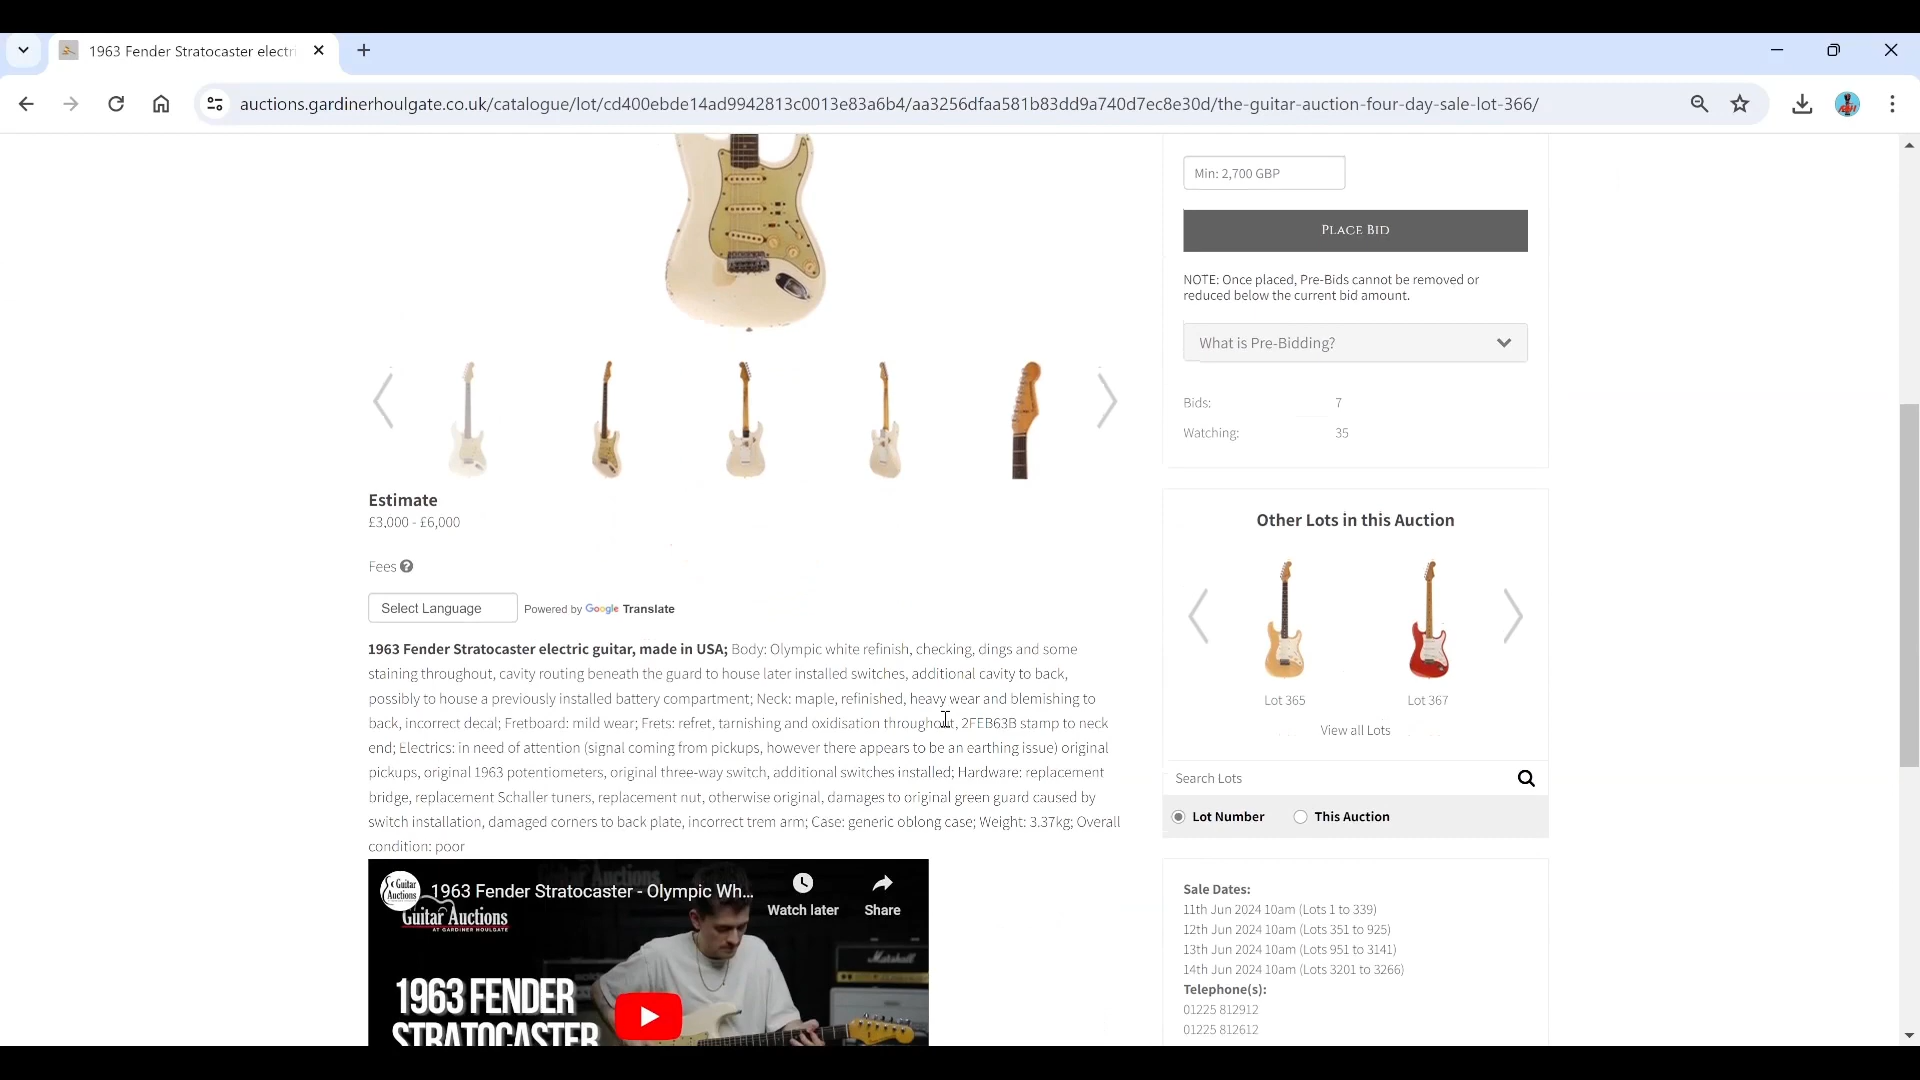 1963 Fender Stratocaster electri
auctions.gardinerhoulgate.co.uk/catalogue/lot/cd400ebde14ad9942813c0013e83a6b4/aa3256dfaa581b83dd9a740d7ec8e30d/the-guitar-auction-four-day-sale-lot-366/
Min: 2,700 GBP
PLACE BID
NOTE: Once placed, Pre-Bids cannot be removed or
reduced below the current bid amount.
What is Pre-Bidding?
Bids: 7
Watching: 35
Estimate
£3,000 - £6,000
Fees ?
Select Language Powered by Google Translate
1963 Fender Stratocaster electric guitar, made in USA; Body: Olympic white refinish, checking, dings and some
staining throughout, cavity routing beneath the guard to house later installed switches, additional cavity to back,
possibly to house a previously installed battery compartment; Neck: maple, refinished, heavy wear and blemishing to
back, incorrect decal; Fretboard: mild wear; Frets: refret, tarnishing and oxidisation throughout, 2FEB63B stamp to neck
end; Electrics: in need of attention (signal coming from pickups, however there appears to be an earthing issue) original
pickups, original 1963 potentiometers, original three-way switch, additional switches installed; Hardware: replacement
bridge, replacement Schaller tuners, replacement nut, otherwise original, damages to original green guard caused by
switch installation, damaged corners to back plate, incorrect trem arm; Case: generic oblong case; Weight: 3.37kg; Overall
condition: poor
Guitar Auctions
1963 Fender Stratocaster - Olympic Wh...
Watch later
Share
Guitar Auctions
AT GARDINER HOULGATE
Marshall
1963 FENDER
STRATOCASTER
Other Lots in this Auction
Lot 365
Lot 367
View all Lots
Search Lots
Lot Number
This Auction
Sale Dates:
11th Jun 2024 10am (Lots 1 to 339)
12th Jun 2024 10am (Lots 351 to 925)
13th Jun 2024 10am (Lots 951 to 3141)
14th Jun 2024 10am (Lots 3201 to 3266)
Telephone(s):
01225 812912
01225 812612